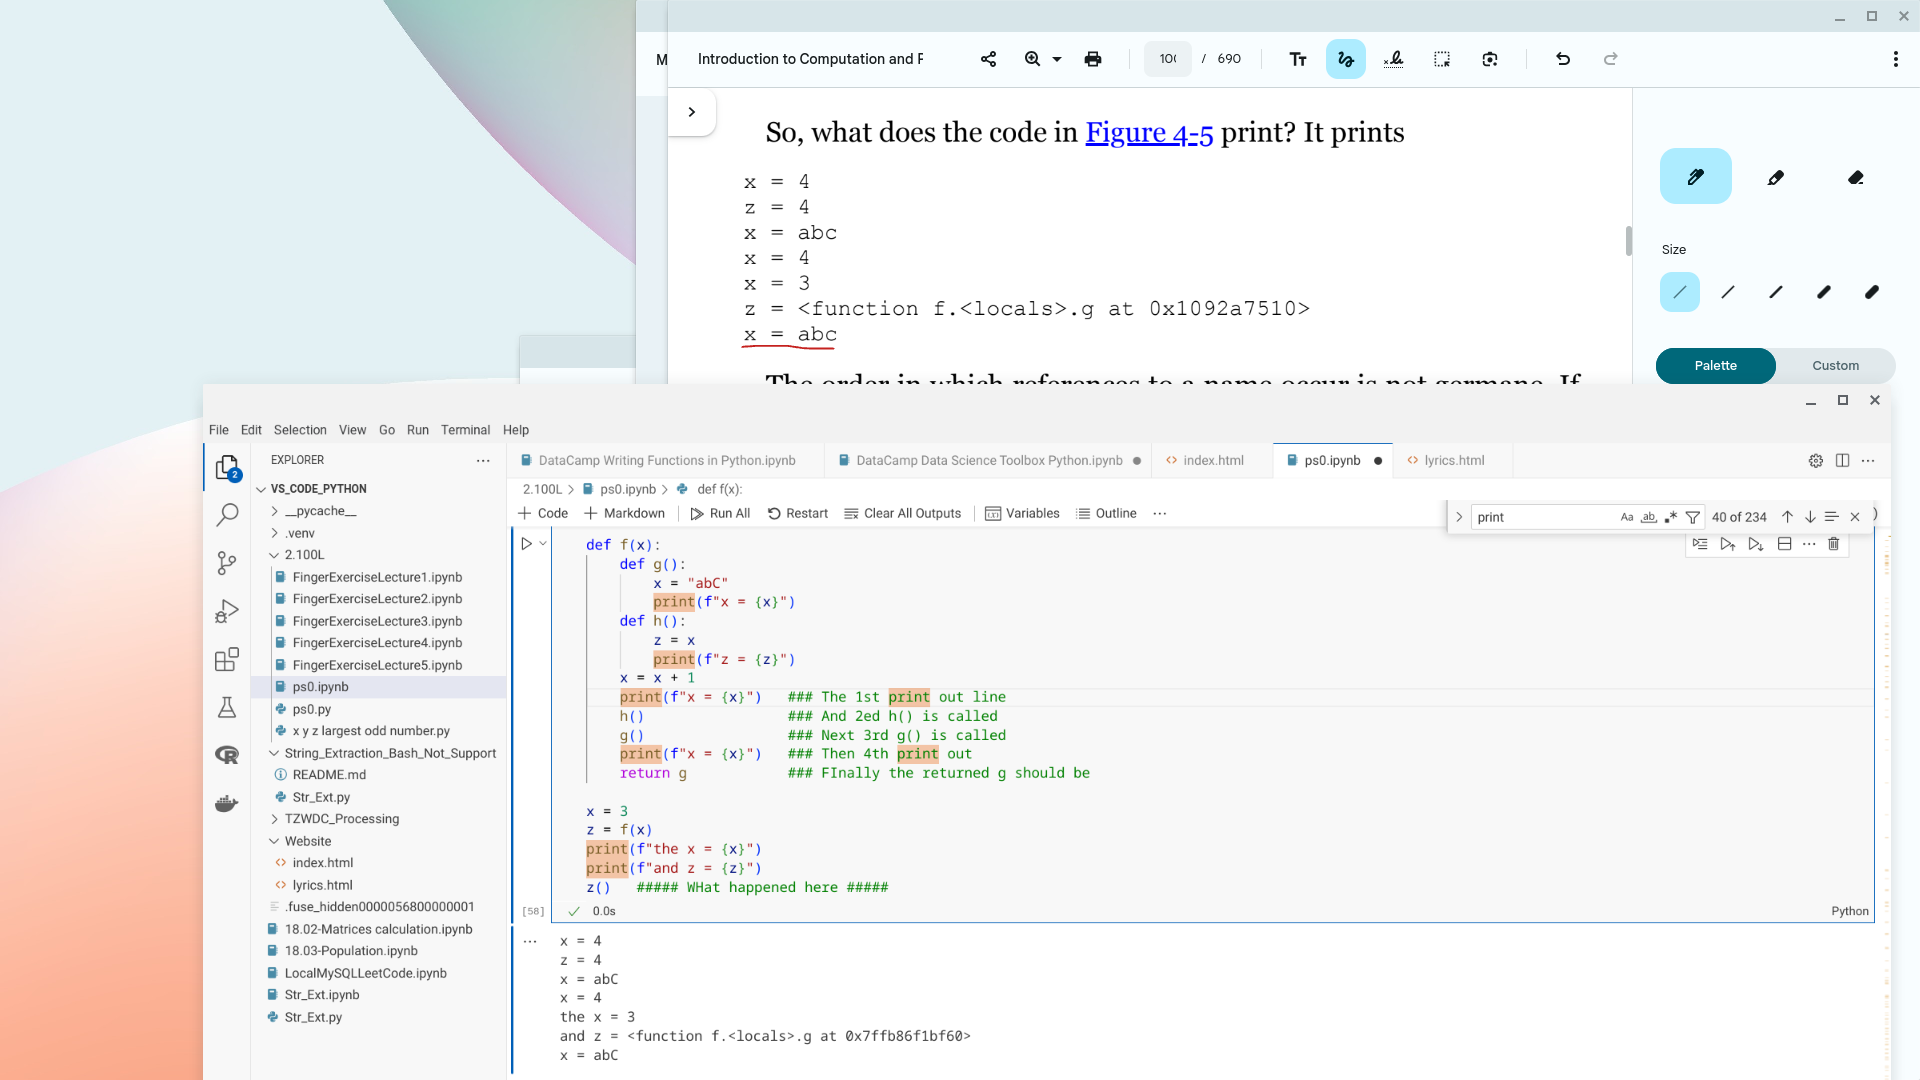 M
Introduction to Computation and P
10 / 690
So, what does the code in Figure 4-5 print? It prints
x = 4
z = 4
x = abc
x = 4
x = 3
z = <function f.<locals>.g at 0x1092a7510>
x = abc
The order in which references to a name occur is not germane. If
Size
Palette
Custom
File Edit Selection View Go Run Terminal Help
EXPLORER
VS_CODE_PYTHON
__pycache__
.venv
2.100L
FingerExerciseLecture1.ipynb
FingerExerciseLecture2.ipynb
FingerExerciseLecture3.ipynb
FingerExerciseLecture4.ipynb
FingerExerciseLecture5.ipynb
ps0.ipynb
ps0.py
x y z largest odd number.py
String_Extraction_Bash_Not_Support
README.md
Str_Ext.py
TZWDC_Processing
Website
index.html
lyrics.html
.fuse_hidden0000056800000001
18.02-Matrices calculation.ipynb
18.03-Population.ipynb
LocalMySQLLeetCode.ipynb
Str_Ext.ipynb
Str_Ext.py
2
DataCamp Writing Functions in Python.ipynb
DataCamp Data Science Toolbox Python.ipynb
index.html
ps0.ipynb
lyrics.html
2.100L > ps0.ipynb > def f(x):
Code Markdown Run All Restart Clear All Outputs Variables Outline
print Aa ab 40 of 234
def f(x):
def g():
x = "abC"
print(f"x = {x}")
def h():
z = x
print(f"z = {z}")
x = x + 1
print(f"x = {x}") ### The 1st print out line
h() ### And 2ed h() is called
g() ### Next 3rd g() is called
print(f"x = {x}") ### Then 4th print out
return g ### FInally the returned g should be
x = 3
z = f(x)
print(f"the x = {x}")
print(f"and z = {z}")
z() ##### WHat happened here #####
[58] 0.0s Python
x = 4
z = 4
x = abC
x = 4
the x = 3
and z = <function f.<locals>.g at 0x7ffb86f1bf60>
x = abC